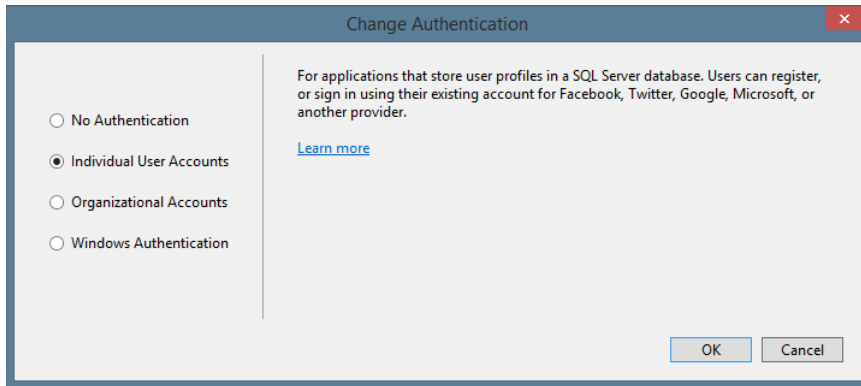 Change Authentication
No Authentication
Individual User Accounts
Organizational Accounts
Windows Authentication
For applications that store user profiles in a SQL Server database. Users can register,
or sign in using their existing account for Facebook, Twitter, Google, Microsoft, or
another provider.
Learn more
OK
Cancel